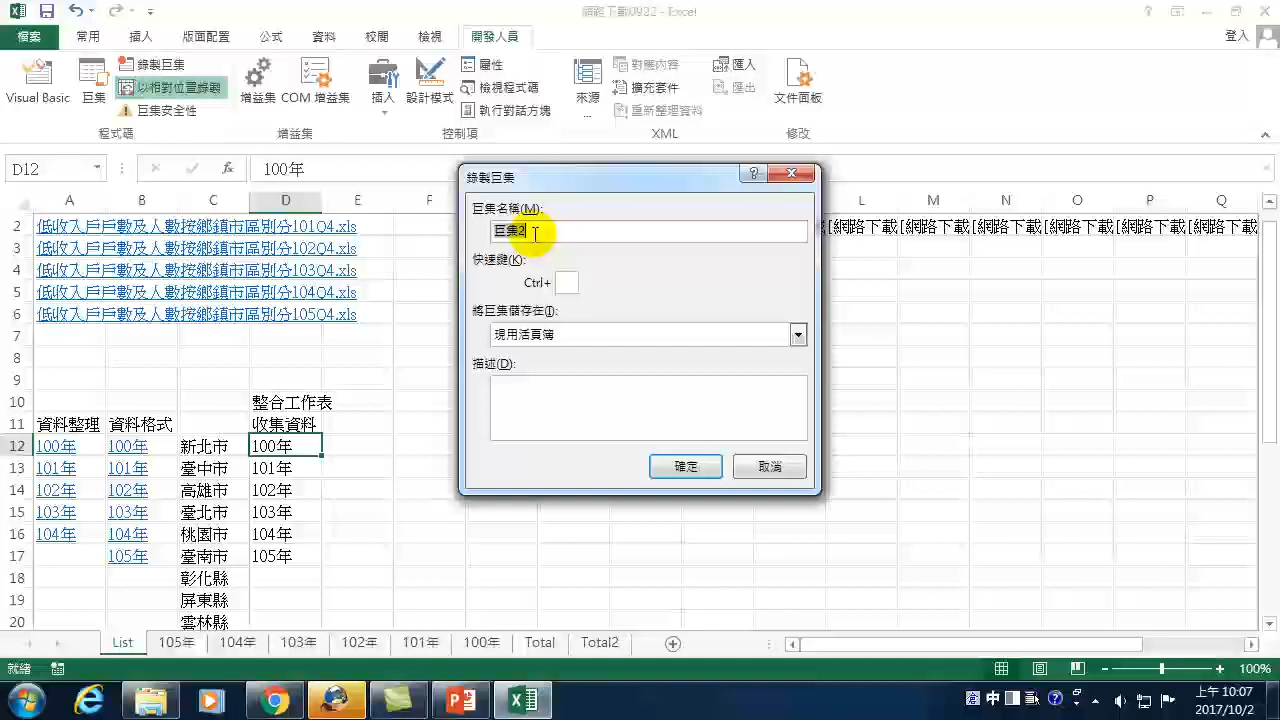 - Excel
檔案 常用 插入 版面配置 公式 資料 校閱 檢視 開發人員 登入
Visual Basic 巨集 錄製巨集 以相對位置錄製 巨集安全性 增益集 COM 增益集 插入 設計模式 屬性 檢視程式碼 執行對話方塊 來源 對應內容 擴充套件 重新整理資料 匯入 匯出 文件面板
程式碼 增益集 控制項 XML 修改
D12 fx 100年
A B C D E F L M N O P Q
2 低收入戶戶數及人數按鄉鎮市區別分101Q4.xls [網路下載 [網路下載 [網路下載 [網路下載 [網路下載 [網路下載
3 低收入戶戶數及人數按鄉鎮市區別分102Q4.xls
4 低收入戶戶數及人數按鄉鎮市區別分103Q4.xls
5 低收入戶戶數及人數按鄉鎮市區別分104Q4.xls
6 低收入戶戶數及人數按鄉鎮市區別分105Q4.xls
7
8
9
10 整合工作表
11 資料整理 資料格式 收集資料
12 100年 100年 新北市 100年
13 101年 101年 臺中市 101年
14 102年 102年 高雄市 102年
15 103年 103年 臺北市 103年
16 104年 104年 桃園市 104年
17 105年 臺南市 105年
18 彰化縣
19 屏東縣
20 雲林縣
錄製巨集
巨集名稱(M):
巨集2
快速鍵(K):
Ctrl+
將巨集儲存在(I):
現用活頁簿
描述(D):
確定 取消
List 105年 104年 103年 102年 101年 100年 Total Total2
就緒 100%
中 上午 10:07
2017/10/2